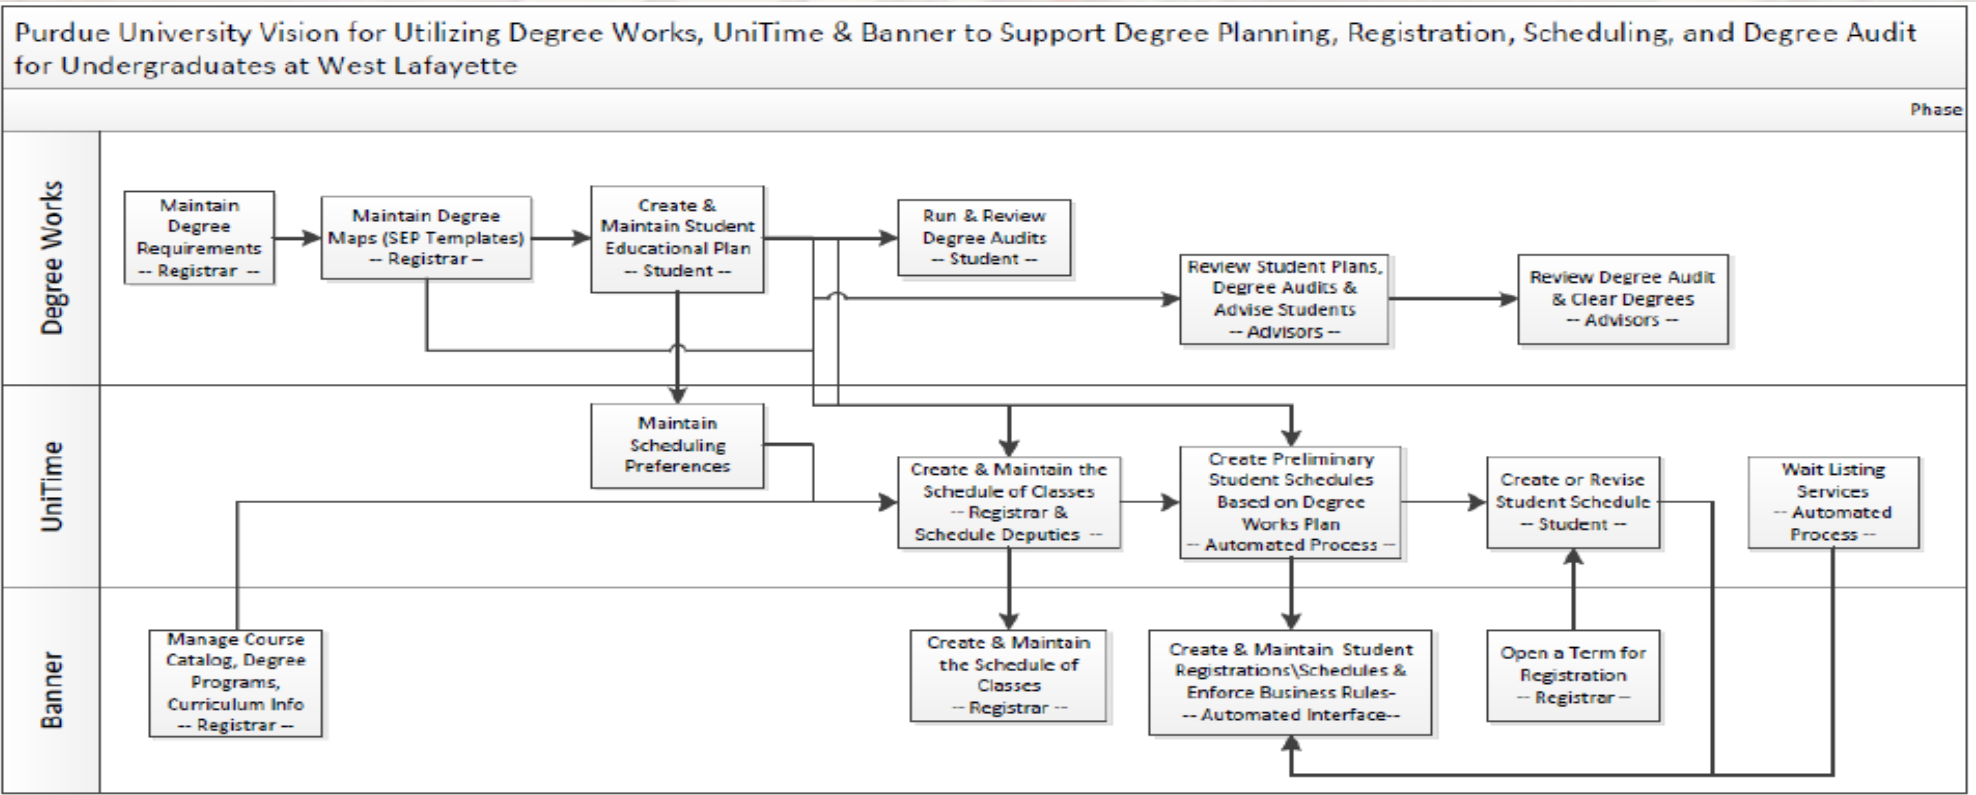 Purdue University Vision for Utilizing Degree Works, UniTime & Banner to Support Degree Planning, Registration, Scheduling, and Degree Audit
for Undergraduates at West Lafayette
Phase
Degree Works
Maintain
Degree
Requirements
-- Registrar --
Maintain Degree
Maps (SEP Templates)
-- Registrar --
Create &
Maintain Student
Educational Plan
-- Student --
Run & Review
Degree Audits
-- Student --
Review Student Plans,
Degree Audits &
Advise Students
-- Advisors --
Review Degree Audit
& Clear Degrees
-- Advisors --
UniTime
Maintain
Scheduling
Preferences
Create & Maintain the
Schedule of Classes
-- Registrar &
Schedule Deputies --
Create Preliminary
Student Schedules
Based on Degree
Works Plan
-- Automated Process --
Create or Revise
Student Schedule
-- Student --
Wait Listing
Services
-- Automated
Process --
Banner
Manage Course
Catalog, Degree
Programs,
Curriculum Info
-- Registrar --
Create & Maintain
the Schedule of
Classes
-- Registrar --
Create & Maintain Student
Registrations\Schedules &
Enforce Business Rules-
-- Automated Interface--
Open a Term for
Registration
-- Registrar --